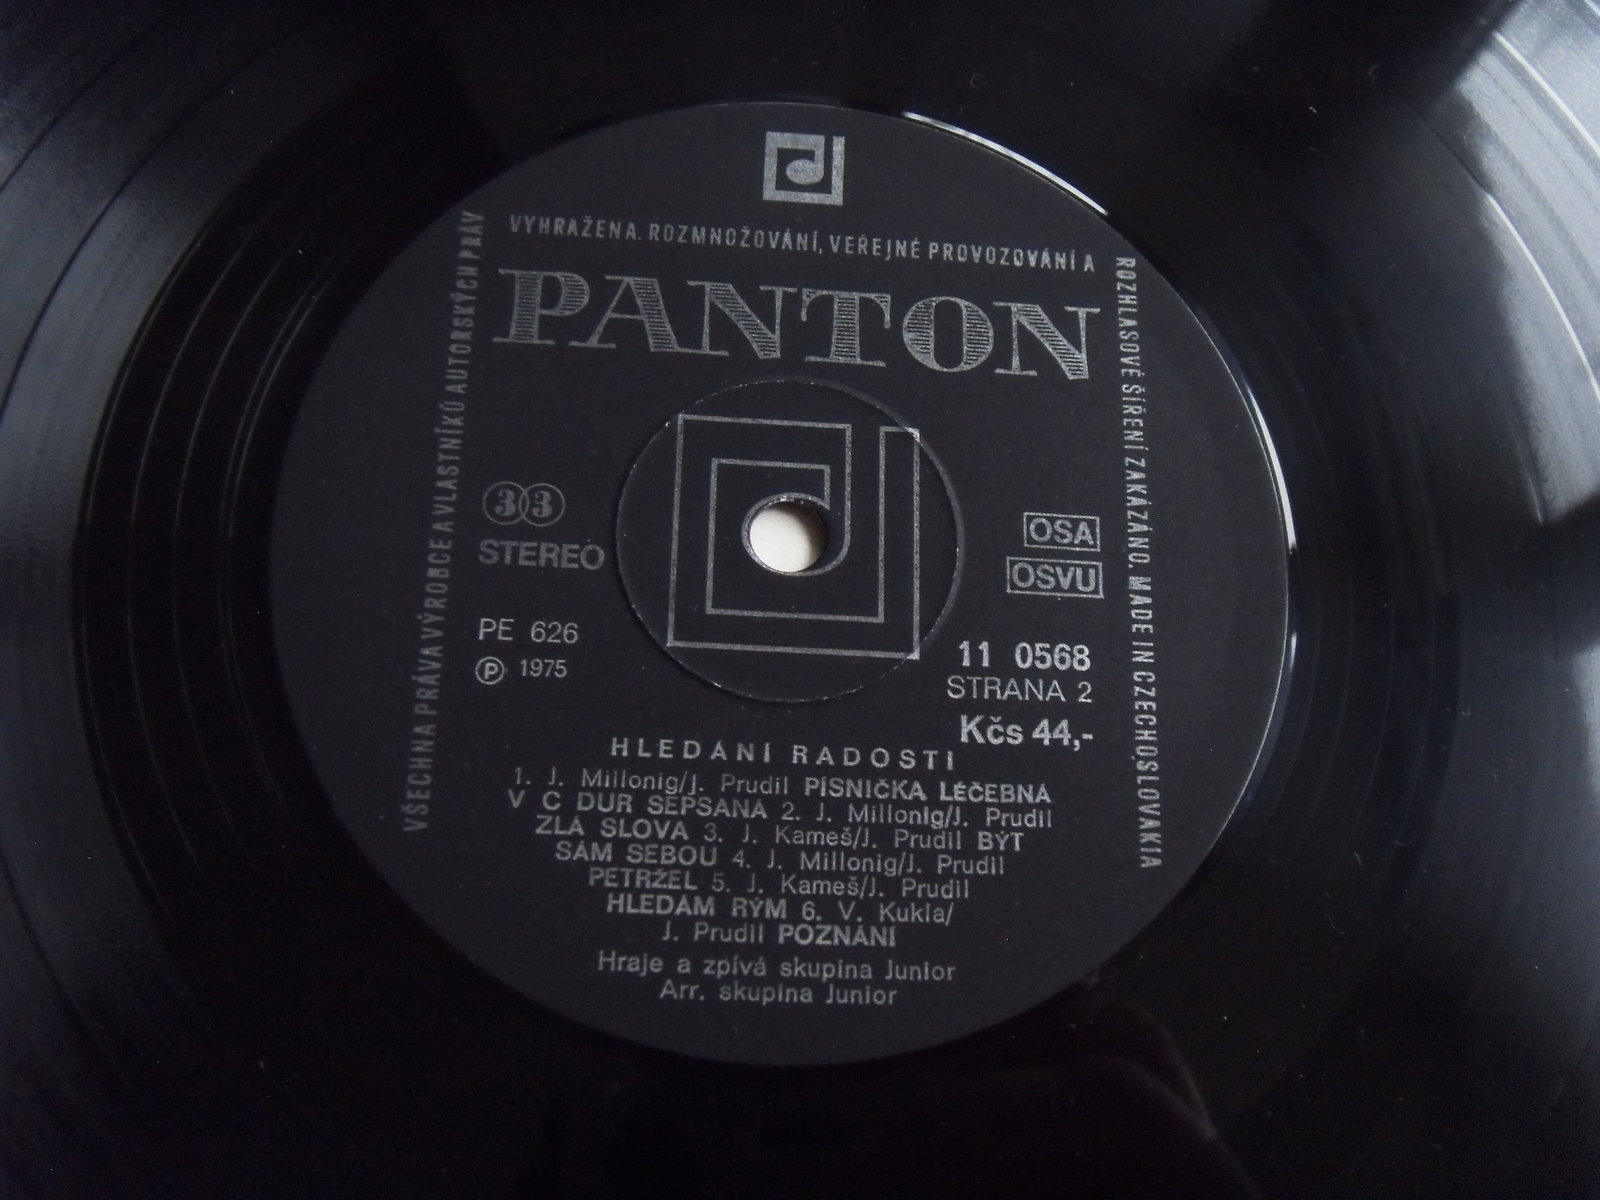 VŠECHNA PRÁVA VÝROBCE A VLASTNÍKŮ AUTORSKÝCH PRÁV
VYHRAŽENA. ROZMNOŽOVÁNÍ, VEŘEJNÉ PROVOZOVÁNÍ A
ROZHLASOVÉ ŠÍŘENÍ ZAKÁZÁNO. MADE IN CZECHOSLOVAKIA
PANTON
33
STEREO
OSA
OSVU
PE 626
℗ 1975
11 0568
STRANA 2
Kčs 44,-
HLEDÁNÍ RADOSTI
1. J. Millonig/J. Prudil PÍSNIČKA LÉČEBNÁ
V C DUR SEPSANÁ 2. J. Millonig/J. Prudil
ZLÁ SLOVA 3. J. Kameš/J. Prudil BÝT
SÁM SEBOU 4. J. Millonig/J. Prudil
PETRŽEL 5. J. Kameš/J. Prudil
HLEDÁM RÝM 6. V. Kukla/
J. Prudil POZNÁNÍ
Hraje a zpívá skupina Junior
Arr. skupina Junior